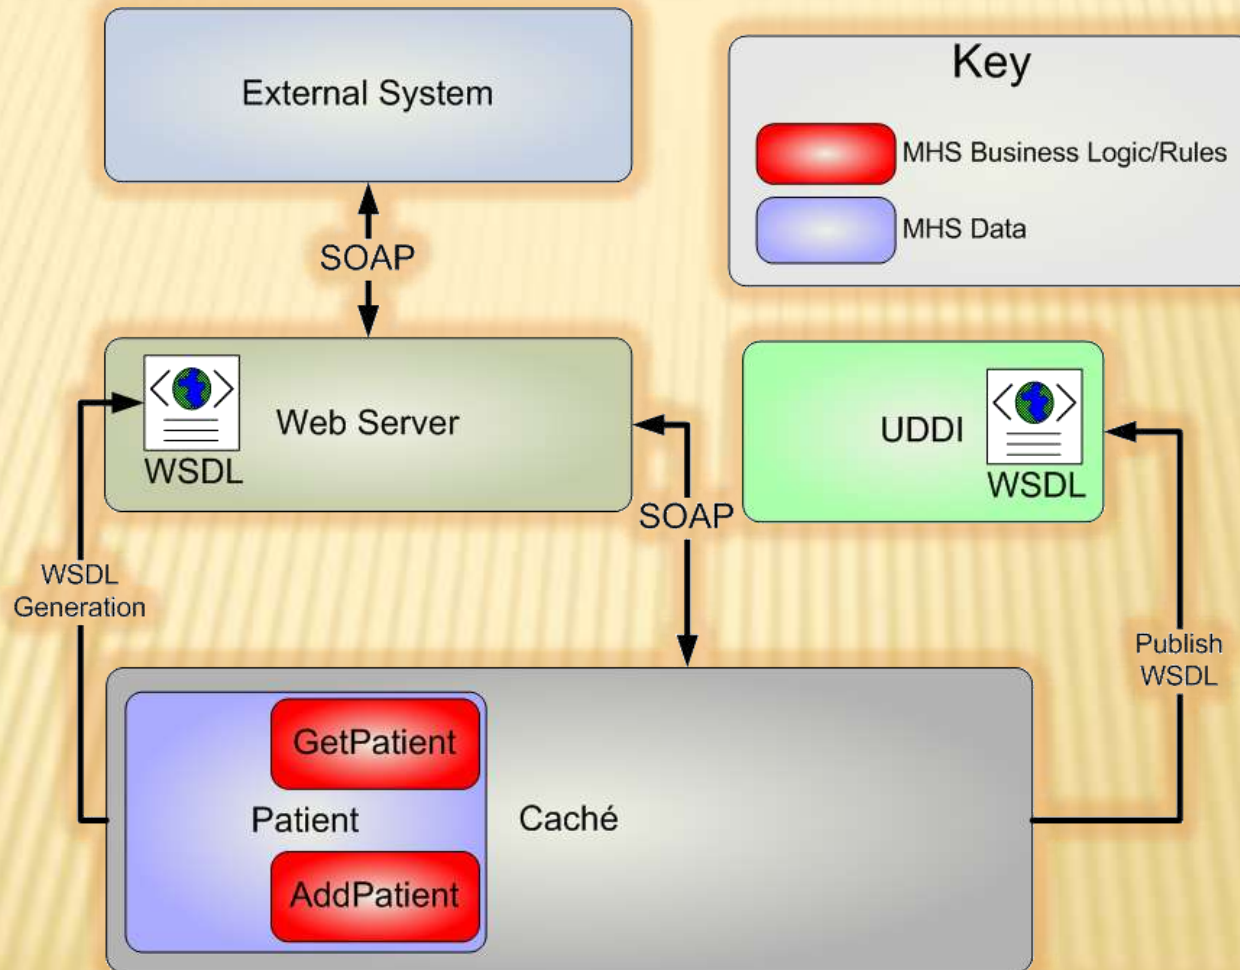 External System
Key
MHS Business Logic/Rules
MHS Data
SOAP
Web Server
WSDL
UDDI
WSDL
SOAP
WSDL
Generation
Publish
WSDL
GetPatient
Patient
Caché
AddPatient